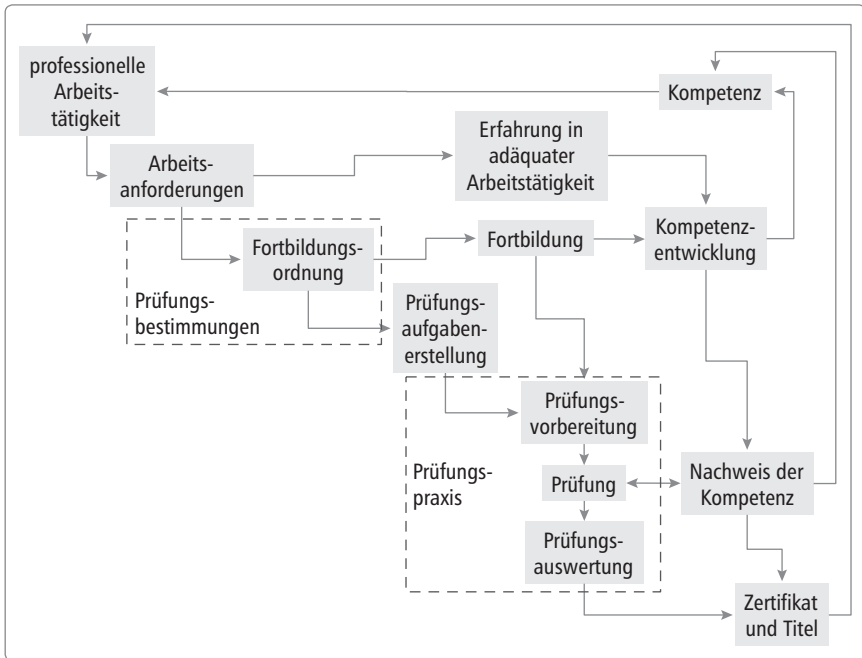 professionelle
Arbeits-
tätigkeit
Kompetenz
Arbeits-
anforderungen
Erfahrung in
adäquater
Arbeitstätigkeit
Fortbildungs-
ordnung
Prüfungs-
bestimmungen
Fortbildung
Kompetenz-
entwicklung
Prüfungs-
aufgaben-
erstellung
Prüfungs-
vorbereitung
Prüfungs-
praxis
Prüfung
Nachweis der
Kompetenz
Prüfungs-
auswertung
Zertifikat
und Titel